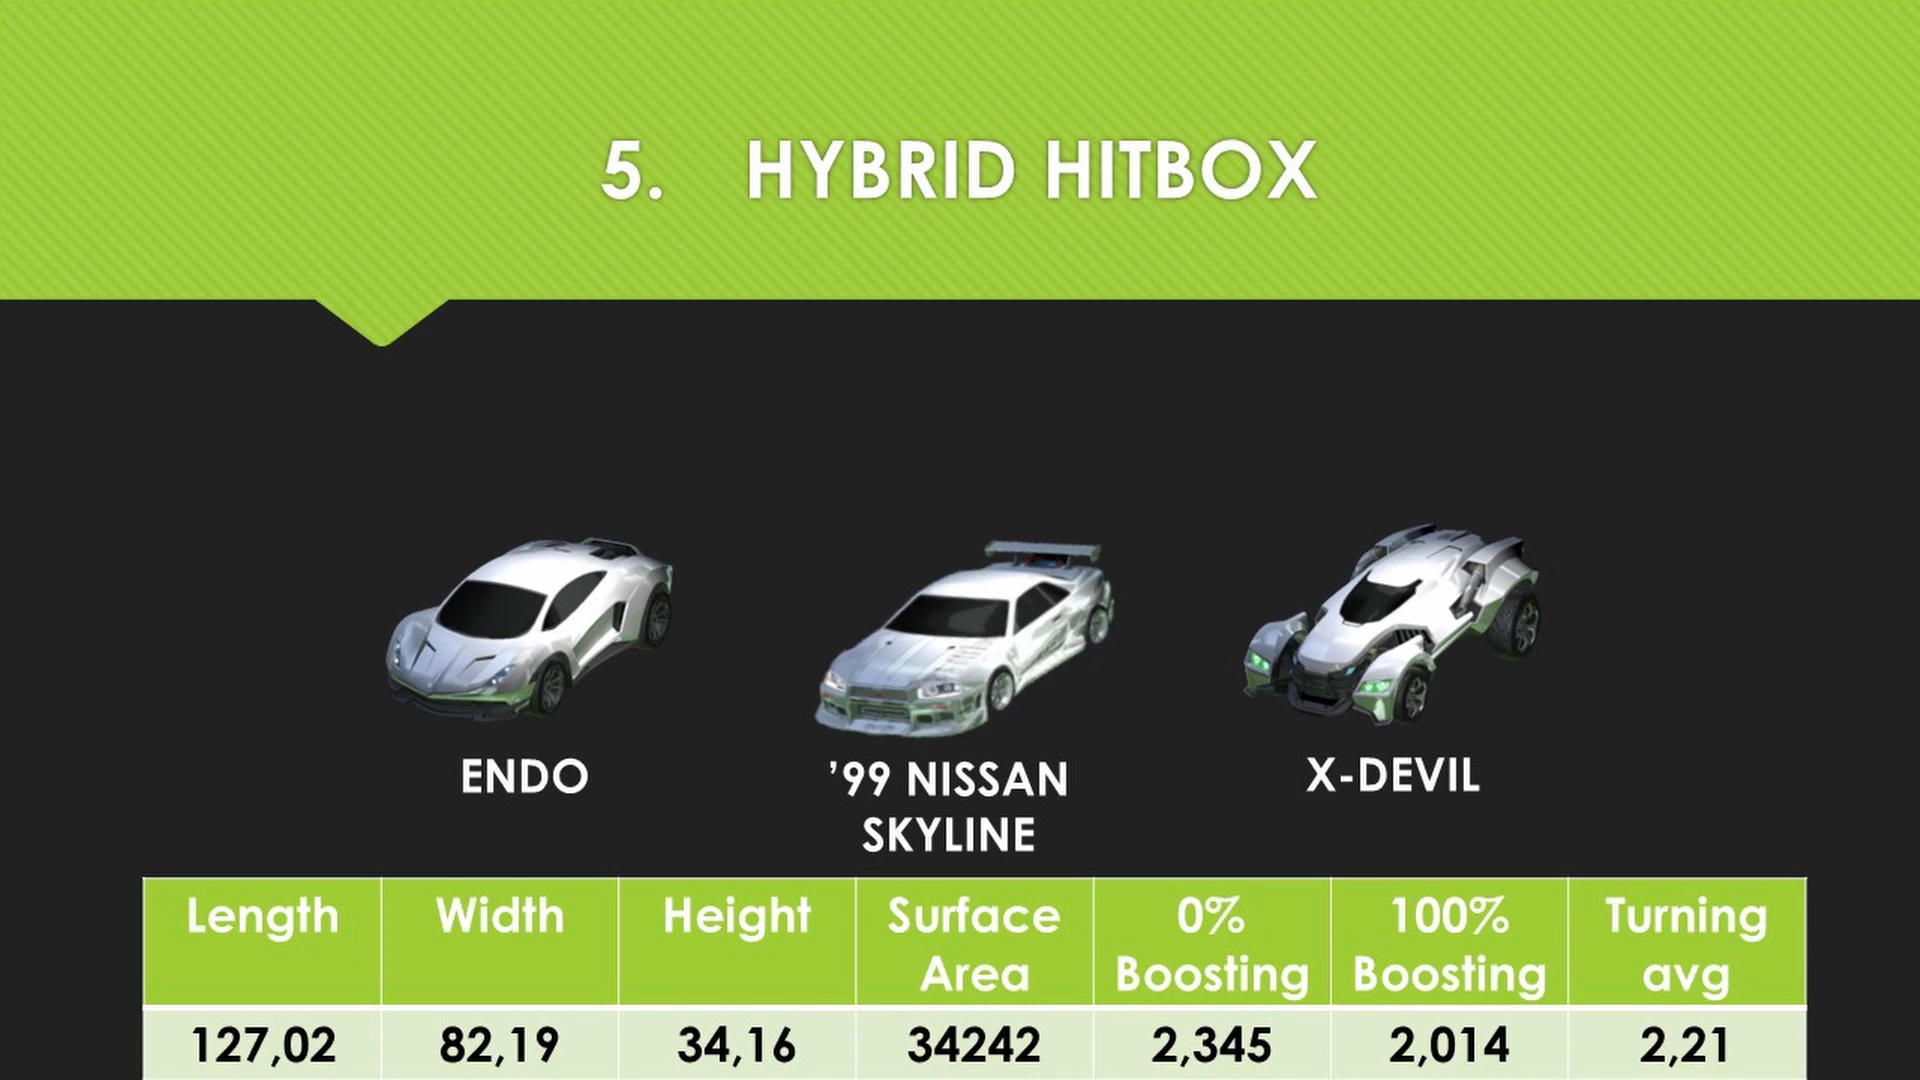 5. HYBRID HITBOX
ENDO
’99 NISSAN
SKYLINE
X-DEVIL
Length Width Height Surface Area 0% Boosting 100% Boosting Turning avg
127,02 82,19 34,16 34242 2,345 2,014 2,21